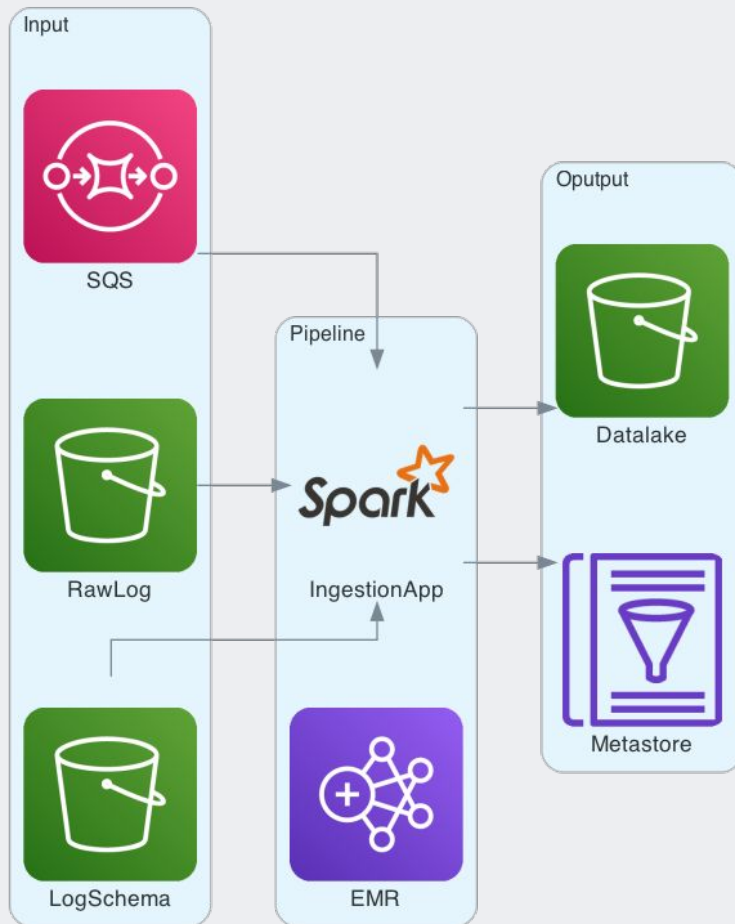 Input
SQS
RawLog
LogSchema
Pipeline
Spark
IngestionApp
EMR
Oputput
Datalake
Metastore